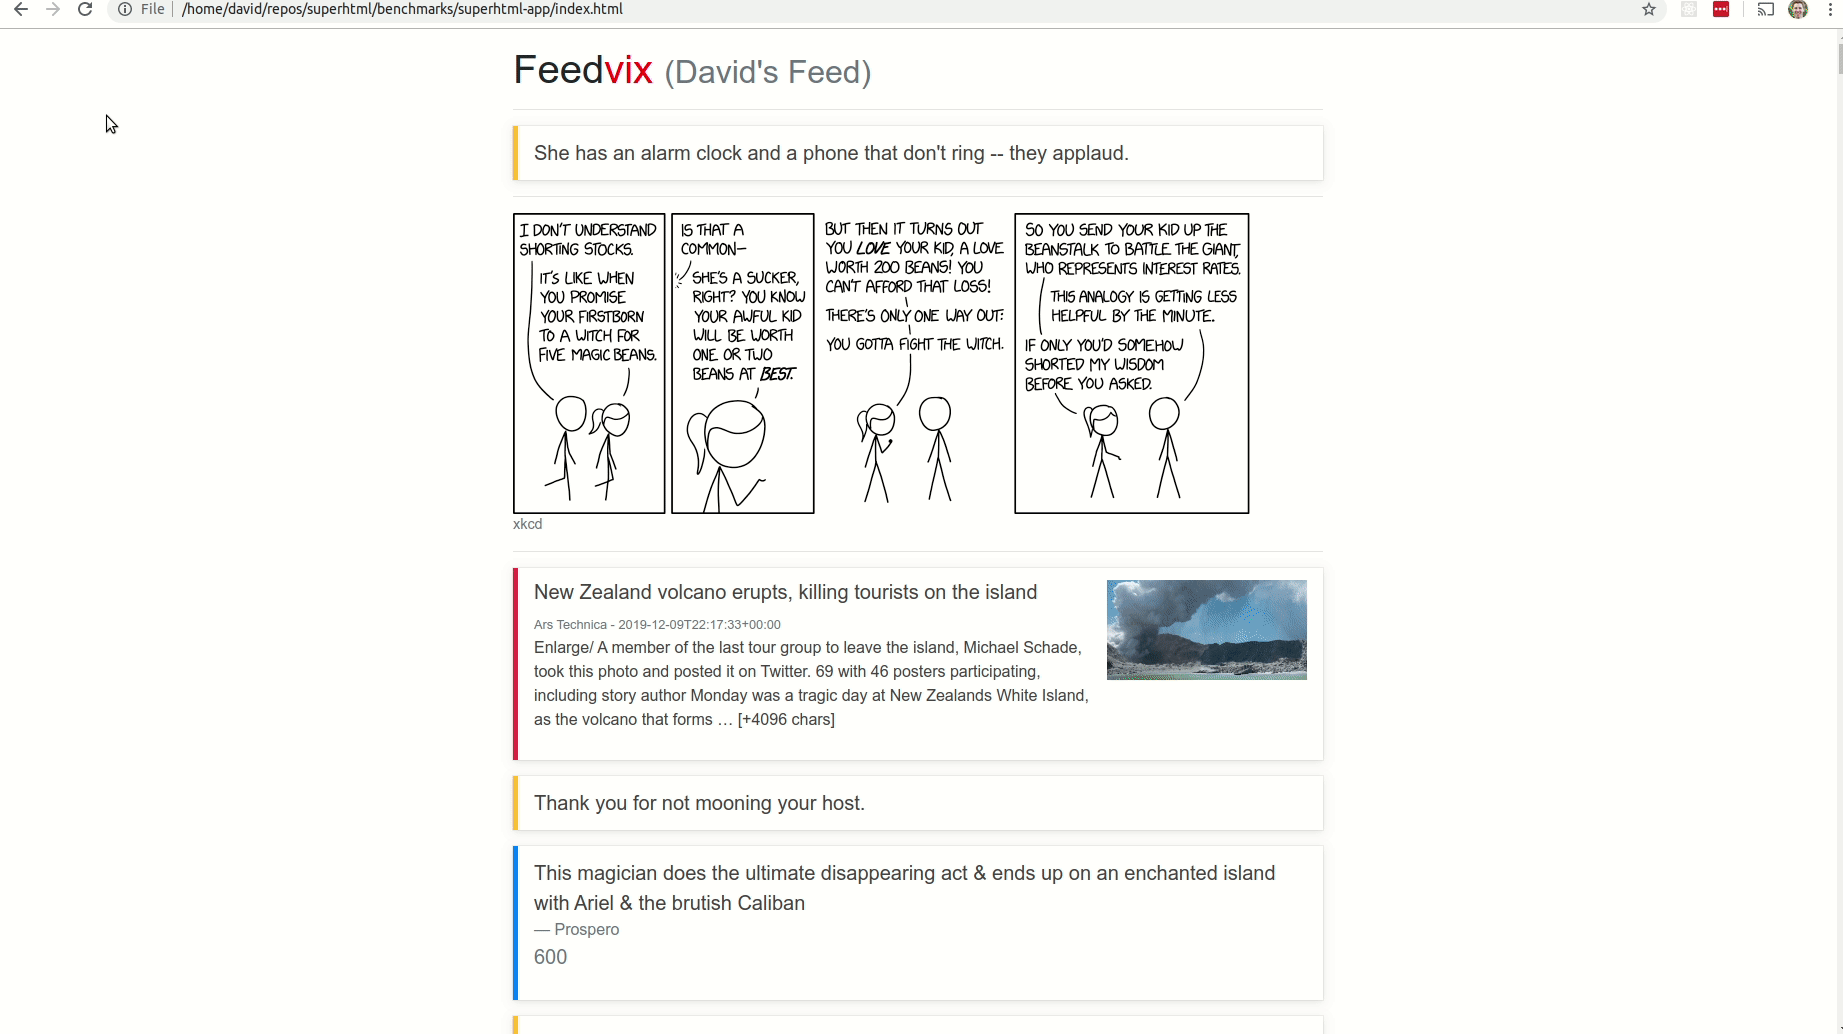 File | /home/david/repos/superhtml/benchmarks/superhtml-app/index.html
Feedvix (David's Feed)
She has an alarm clock and a phone that don't ring -- they applaud.
I DON'T UNDERSTAND
SHORTING STOCKS.
IT'S LIKE WHEN
YOU PROMISE
YOUR FIRSTBORN
TO A WITCH FOR
FIVE MAGIC BEANS.
IS THAT A
COMMON—
SHE'S A SUCKER,
RIGHT? YOU KNOW
YOUR AWFUL KID
WILL BE WORTH
ONE OR TWO
BEANS AT BEST.
BUT THEN IT TURNS OUT
YOU LOVE YOUR KID, A LOVE
WORTH 200 BEANS! YOU
CAN'T AFFORD THAT LOSS!
THERE'S ONLY ONE WAY OUT:
YOU GOTTA FIGHT THE WITCH.
SO YOU SEND YOUR KID UP THE
BEANSTALK TO BATTLE THE GIANT,
WHO REPRESENTS INTEREST RATES.
THIS ANALOGY IS GETTING LESS
HELPFUL BY THE MINUTE.
IF ONLY YOU'D SOMEHOW
SHORTED MY WISDOM
BEFORE YOU ASKED.
xkcd
New Zealand volcano erupts, killing tourists on the island
Ars Technica - 2019-12-09T22:17:33+00:00
Enlarge/ A member of the last tour group to leave the island, Michael Schade,
took this photo and posted it on Twitter. 69 with 46 posters participating,
including story author Monday was a tragic day at New Zealands White Island,
as the volcano that forms … [+4096 chars]
Thank you for not mooning your host.
This magician does the ultimate disappearing act & ends up on an enchanted island
with Ariel & the brutish Caliban
— Prospero
600